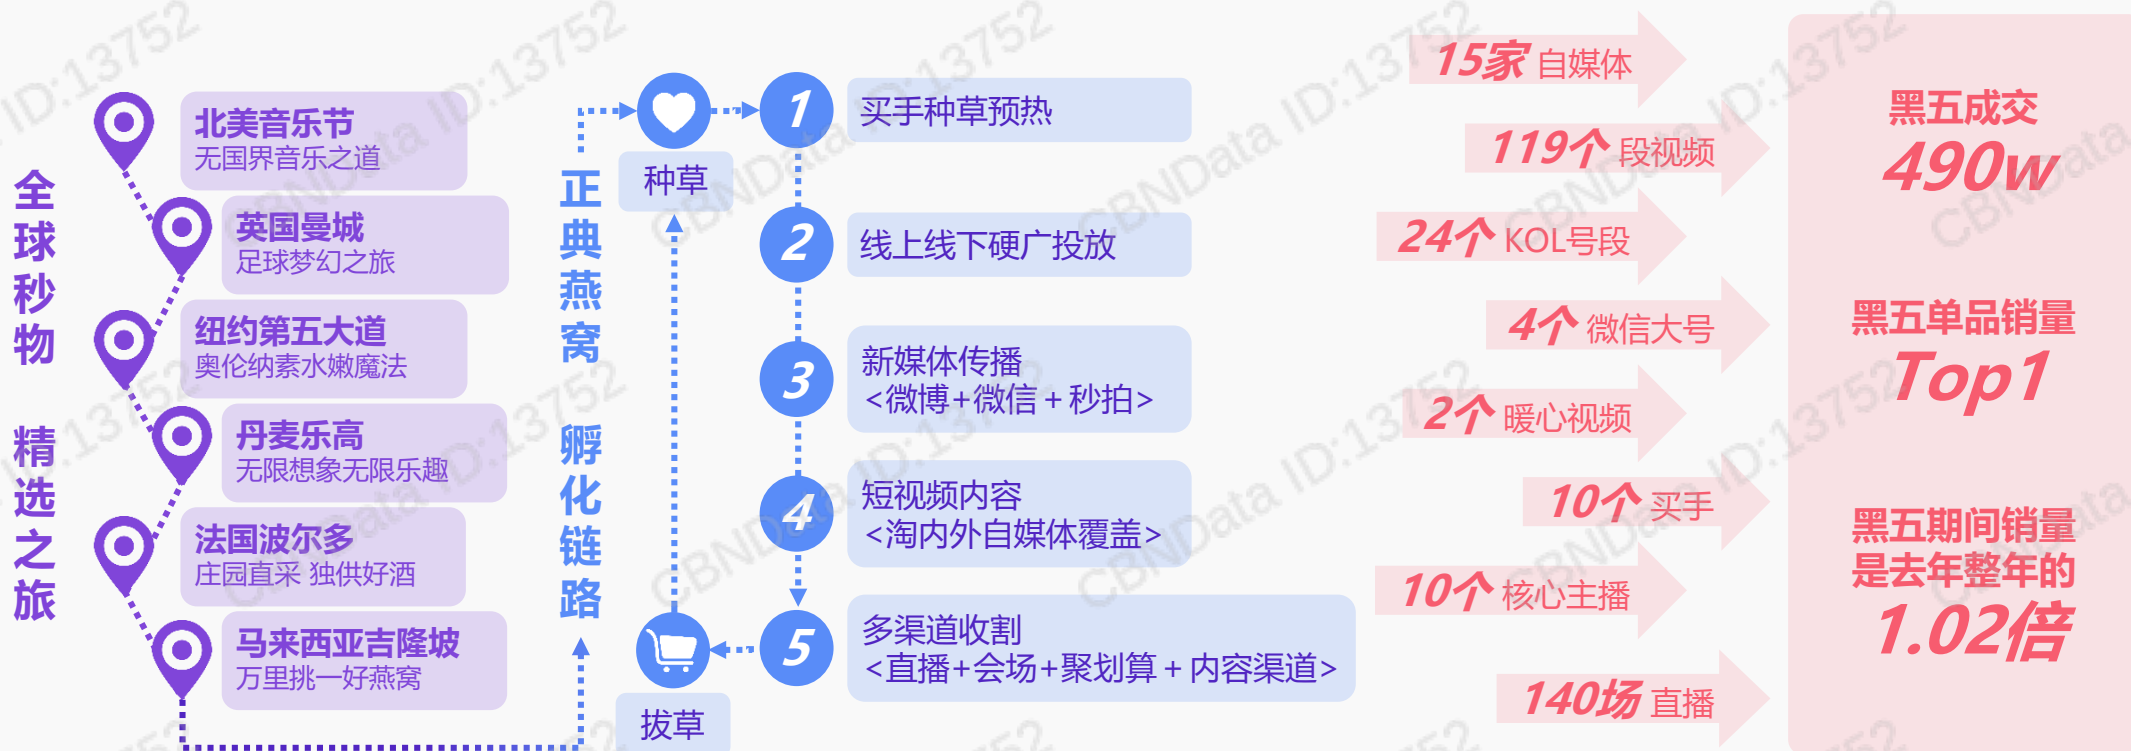 全球秒物 精选之旅
北美音乐节
无国界音乐之道
英国曼城
足球梦幻之旅
纽约第五大道
奥伦纳素水嫩魔法
丹麦乐高
无限想象无限乐趣
法国波尔多
庄园直采 独供好酒
马来西亚吉隆坡
万里挑一好燕窝
正典燕窝 孵化链路
种草
拔草
1
买手种草预热
2
线上线下硬广投放
3
新媒体传播
<微博+微信+秒拍>
4
短视频内容
<淘内外自媒体覆盖>
5
多渠道收割
<直播+会场+聚划算+内容渠道>
15家 自媒体
119个 段视频
24个 KOL号段
4个 微信大号
2个 暖心视频
10个 买手
10个 核心主播
140场 直播
黑五成交
490w
黑五单品销量
Top1
黑五期间销量
是去年整年的
1.02倍
CBNData ID:13752